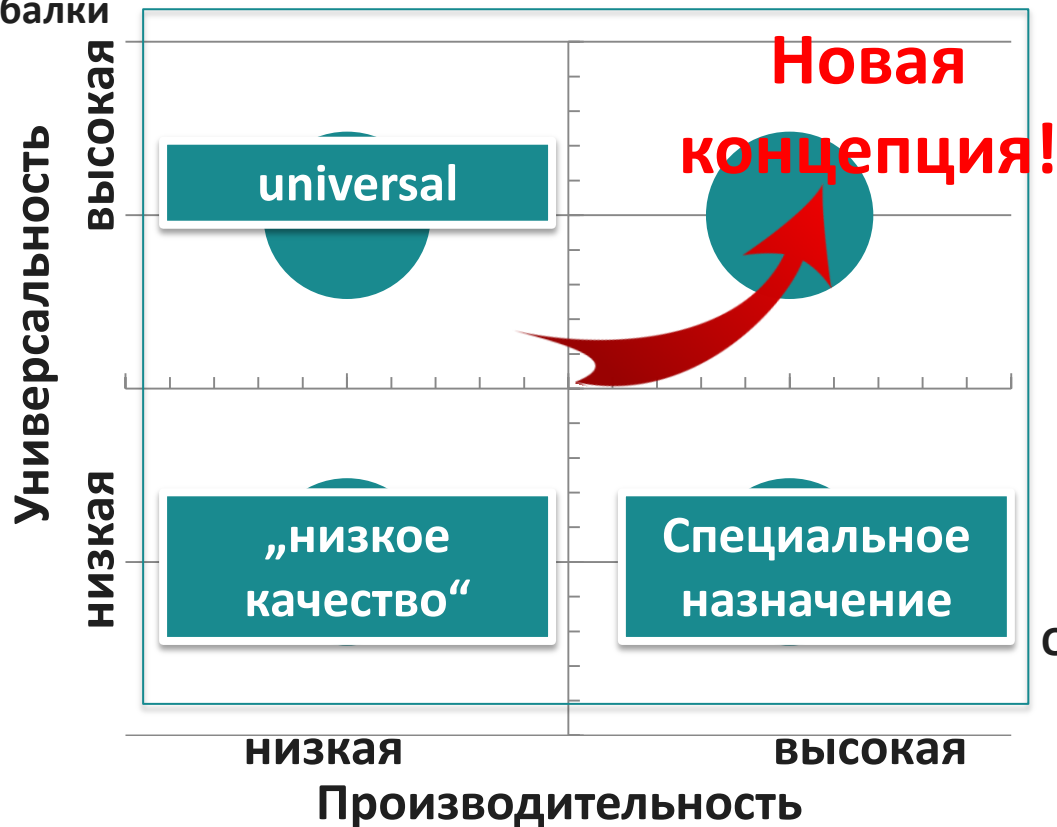 балки
Новая
концепция!
высокая
universal
Универсальность
низкая
„низкое
качество“
Специальное
назначение
низкая
высокая
Производительность